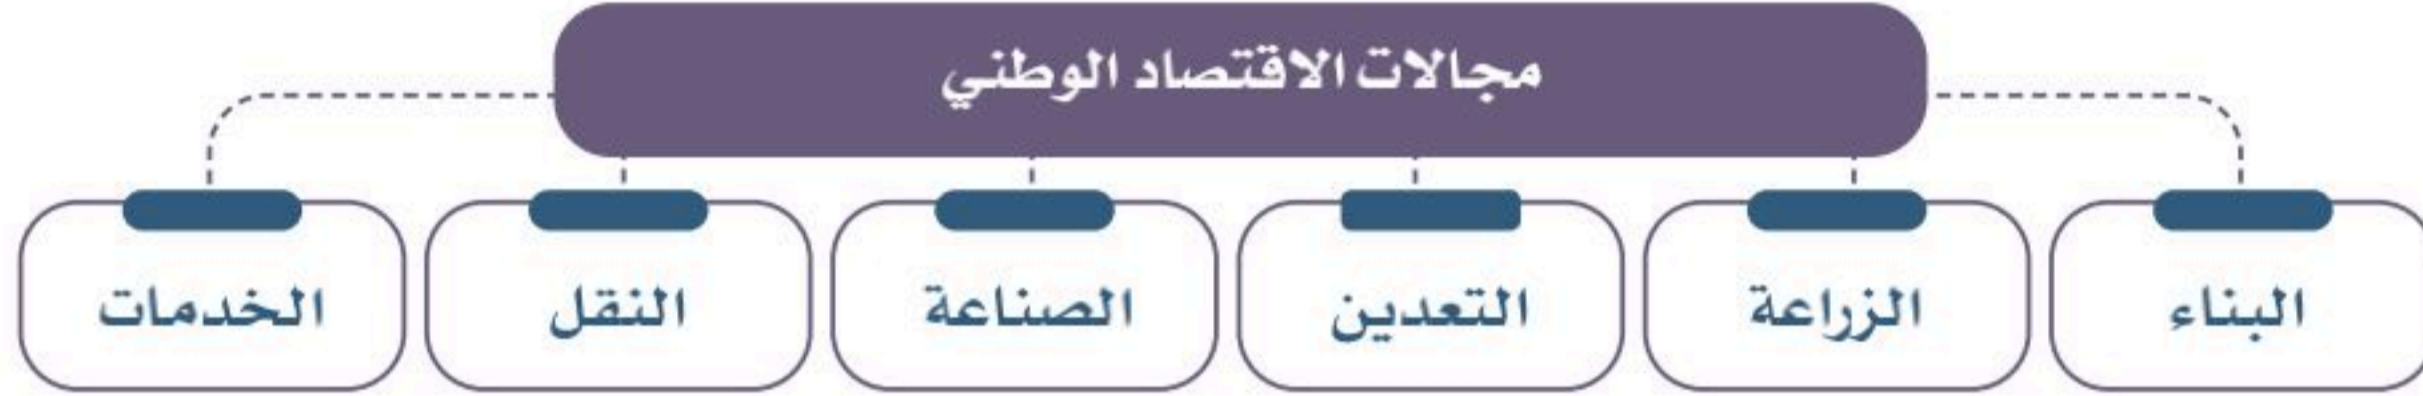 مجالات الاقتصاد الوطني
البناء
الزراعة
التعدين
الصناعة
النقل
الخدمات